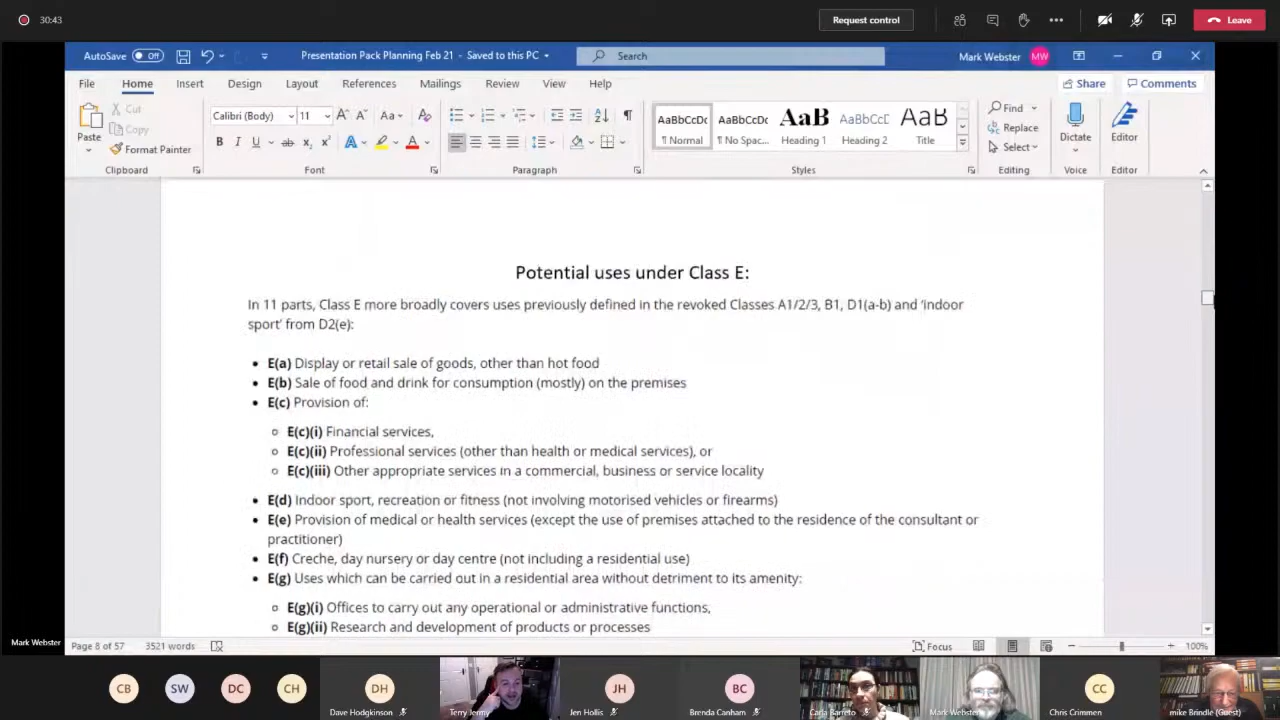 30:43
Request control
Leave
AutoSave Off
Presentation Pack Planning Feb 21 - Saved to this PC
Search
Mark Webster MW
File Home Insert Design Layout References Mailings Review View Help
Share Comments
Paste
Cut
Copy
Format Painter
Clipboard
Calibri (Body) 11
Font
Paragraph
AaBbCcDc AaBbCcDc AaB AaBbCcD AaB
¶ Normal ¶ No Spac... Heading 1 Heading 2 Title
Styles
Find
Replace
Select
Editing
Dictate
Voice
Editor
Editor
Potential uses under Class E:
In 11 parts, Class E more broadly covers uses previously defined in the revoked Classes A1/2/3, B1, D1(a-b) and ‘indoor
sport’ from D2(e):
• E(a) Display or retail sale of goods, other than hot food
• E(b) Sale of food and drink for consumption (mostly) on the premises
• E(c) Provision of:
○ E(c)(i) Financial services,
○ E(c)(ii) Professional services (other than health or medical services), or
○ E(c)(iii) Other appropriate services in a commercial, business or service locality
• E(d) Indoor sport, recreation or fitness (not involving motorised vehicles or firearms)
• E(e) Provision of medical or health services (except the use of premises attached to the residence of the consultant or
practitioner)
• E(f) Creche, day nursery or day centre (not including a residential use)
• E(g) Uses which can be carried out in a residential area without detriment to its amenity:
○ E(g)(i) Offices to carry out any operational or administrative functions,
○ E(g)(ii) Research and development of products or processes
Mark Webster
Page 8 of 57 3521 words
Focus
100%
CB SW DC CH DH JH BC CC
Dave Hodgkinson
Terry Jermy
Jen Hollis
Brenda Canham
Carla Barreto
Mark Webster
Chris Crimmen
mike Brindle (Guest)